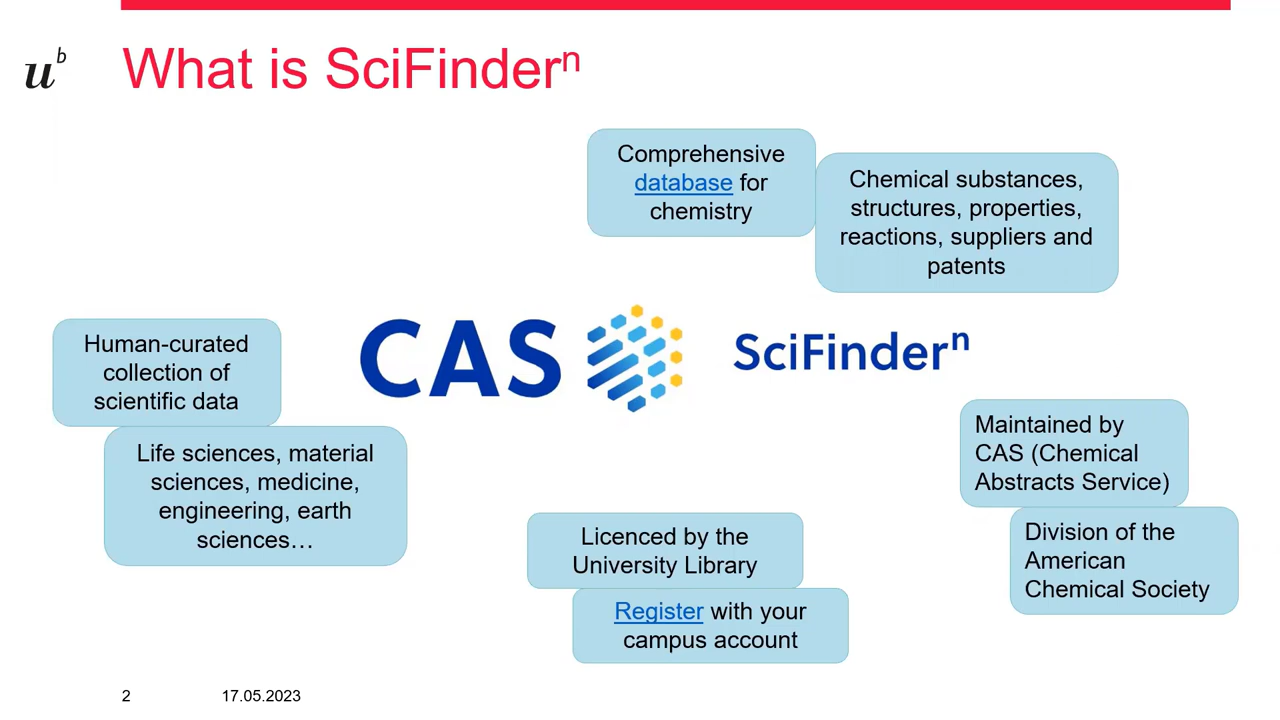 u^b
What is SciFinderⁿ
Comprehensive
database for
chemistry
Chemical substances,
structures, properties,
reactions, suppliers and
patents
CAS SciFinderⁿ
Human-curated
collection of
scientific data
Life sciences, material
sciences, medicine,
engineering, earth
sciences…
Maintained by
CAS (Chemical
Abstracts Service)
Division of the
American
Chemical Society
Licenced by the
University Library
Register with your
campus account
2 17.05.2023